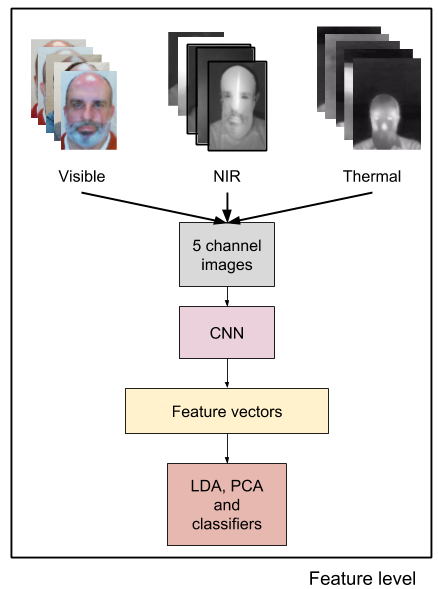 Visible
NIR
Thermal
5 channel
images
CNN
Feature vectors
LDA, PCA
and
classifiers
Feature level